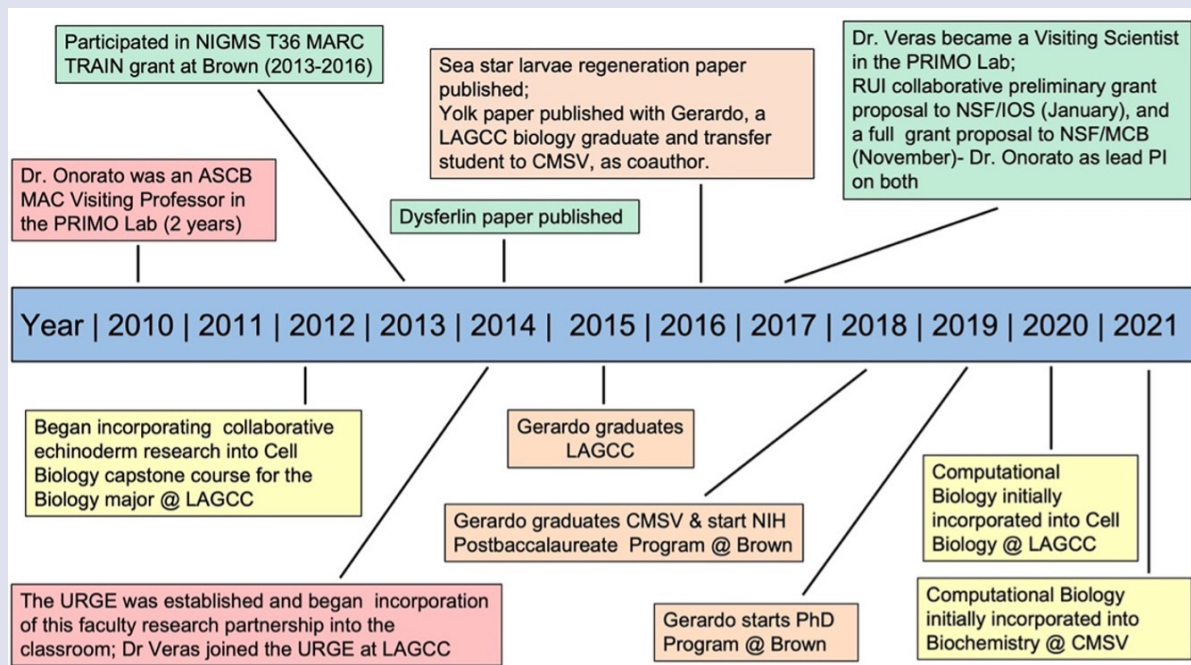 Participated in NIGMS T36 MARC
TRAIN grant at Brown (2013-2016)
Sea star larvae regeneration paper
published;
Yolk paper published with Gerardo, a
LAGCC biology graduate and transfer
student to CMSV, as coauthor.
Dr. Veras became a Visiting Scientist
in the PRIMO Lab;
RUI collaborative preliminary grant
proposal to NSF/IOS (January), and
a full grant proposal to NSF/MCB
(November)- Dr. Onorato as lead PI
on both
Dr. Onorato was an ASCB
MAC Visiting Professor in
the PRIMO Lab (2 years)
Dysferlin paper published
Year | 2010 | 2011 | 2012 | 2013 | 2014 | 2015 | 2016 | 2017 | 2018 | 2019 | 2020 | 2021
Began incorporating collaborative
echinoderm research into Cell
Biology capstone course for the
Biology major @ LAGCC
Gerardo graduates
LAGCC
Gerardo graduates CMSV & start NIH
Postbaccalaureate Program @ Brown
Computational
Biology initially
incorporated into Cell
Biology @ LAGCC
The URGE was established and began incorporation
of this faculty research partnership into the
classroom; Dr Veras joined the URGE at LAGCC
Gerardo starts PhD
Program @ Brown
Computational Biology
initially incorporated into
Biochemistry @ CMSV